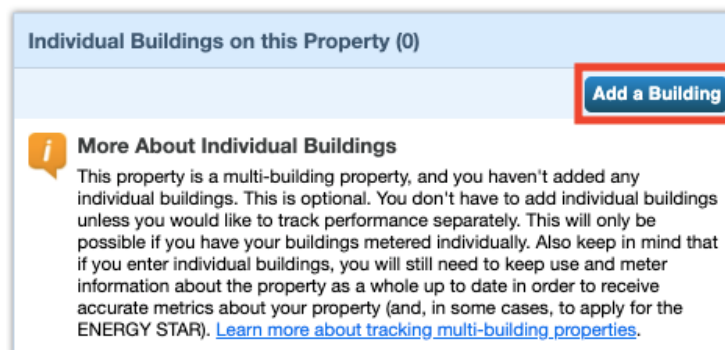 Individual Buildings on this Property (0)
Add a Building
i
More About Individual Buildings
This property is a multi-building property, and you haven't added any
individual buildings. This is optional. You don't have to add individual buildings
unless you would like to track performance separately. This will only be
possible if you have your buildings metered individually. Also keep in mind that
if you enter individual buildings, you will still need to keep use and meter
information about the property as a whole up to date in order to receive
accurate metrics about your property (and, in some cases, to apply for the
ENERGY STAR). Learn more about tracking multi-building properties.